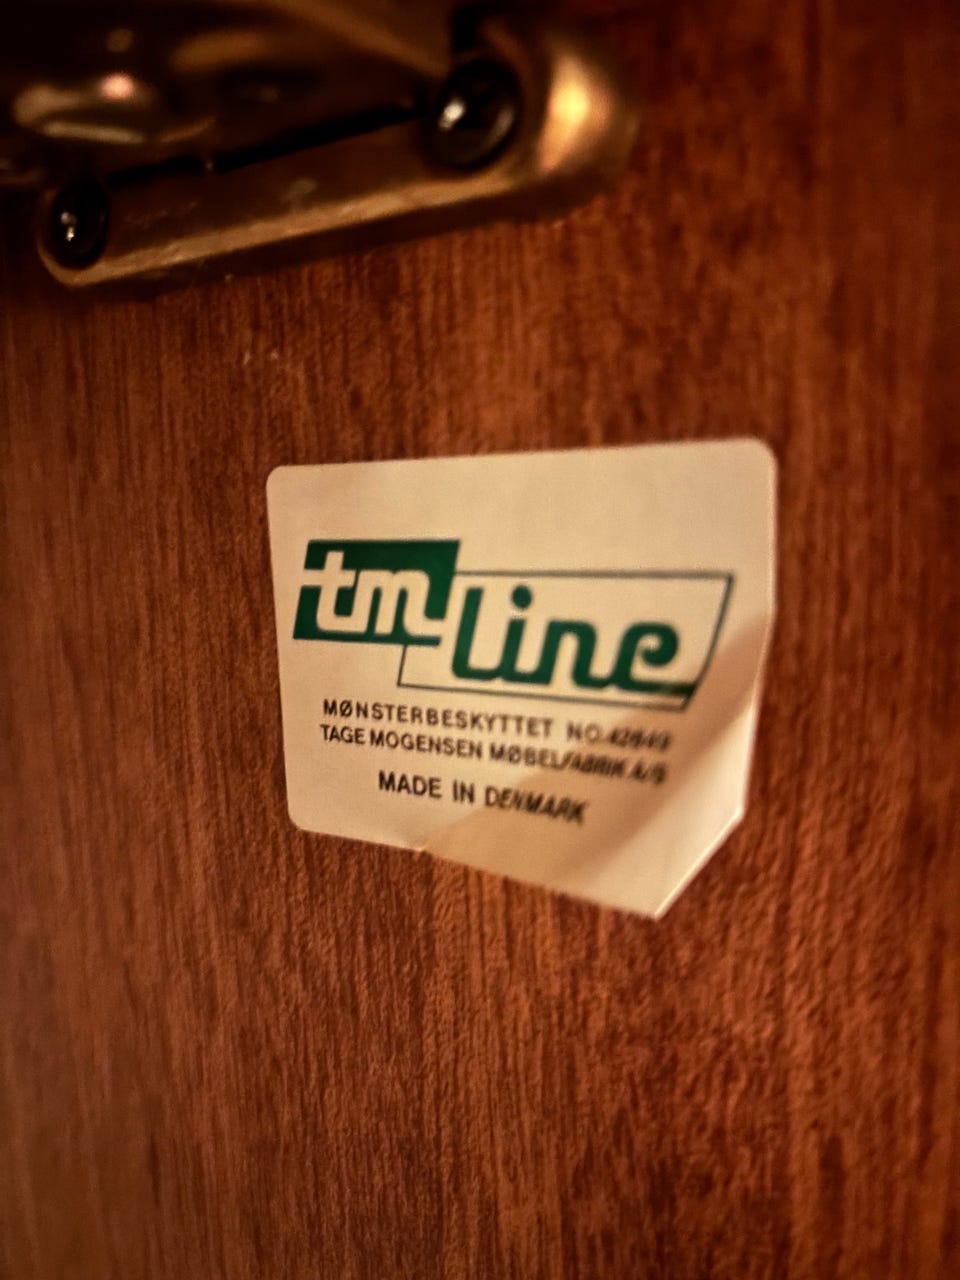 tm line
MØNSTERBESKYTTET NO.
TAGE MOGENSEN MØBELFABRIK A/S
MADE IN DENMARK